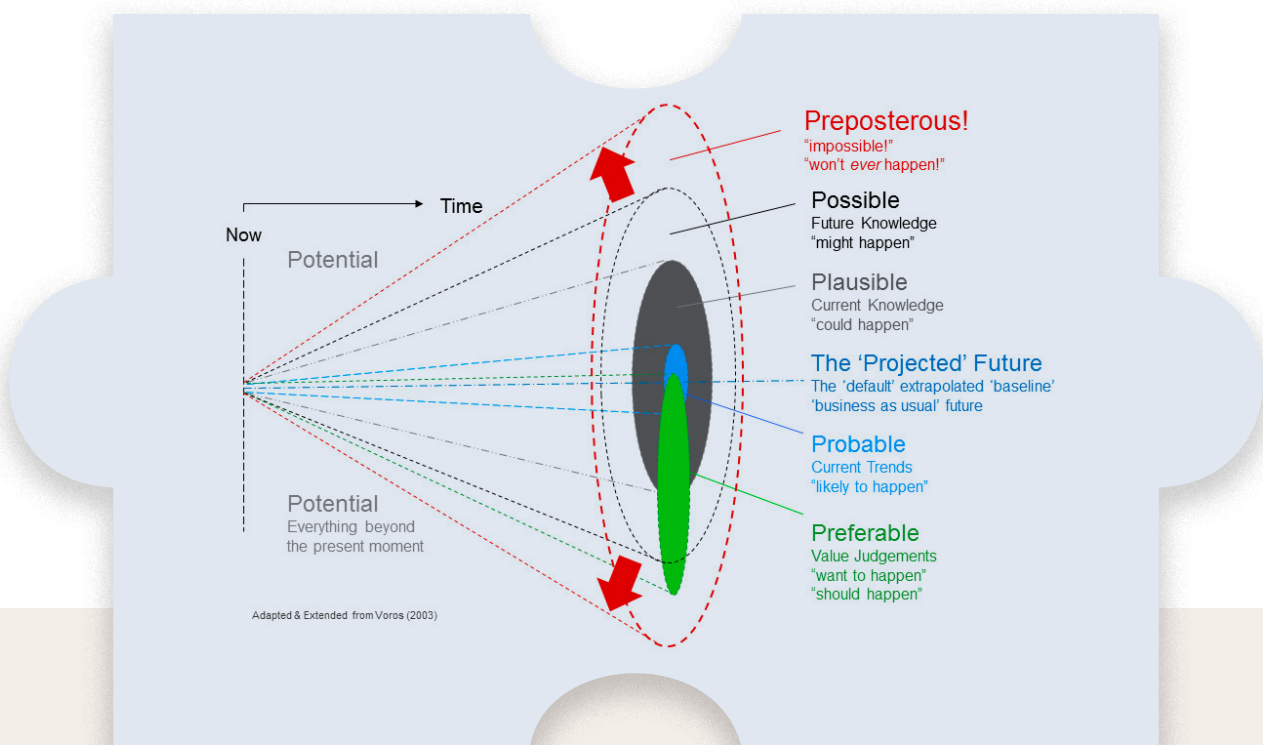 Time
Now
Potential
Potential
Everything beyond
the present moment
Adapted & Extended from Voros (2003)
Preposterous!
“impossible!”
“won’t ever happen!”
Possible
Future Knowledge
“might happen”
Plausible
Current Knowledge
“could happen”
The ‘Projected’ Future
The ‘default’ extrapolated ‘baseline’
‘business as usual’ future
Probable
Current Trends
“likely to happen”
Preferable
Value Judgements
“want to happen”
“should happen”